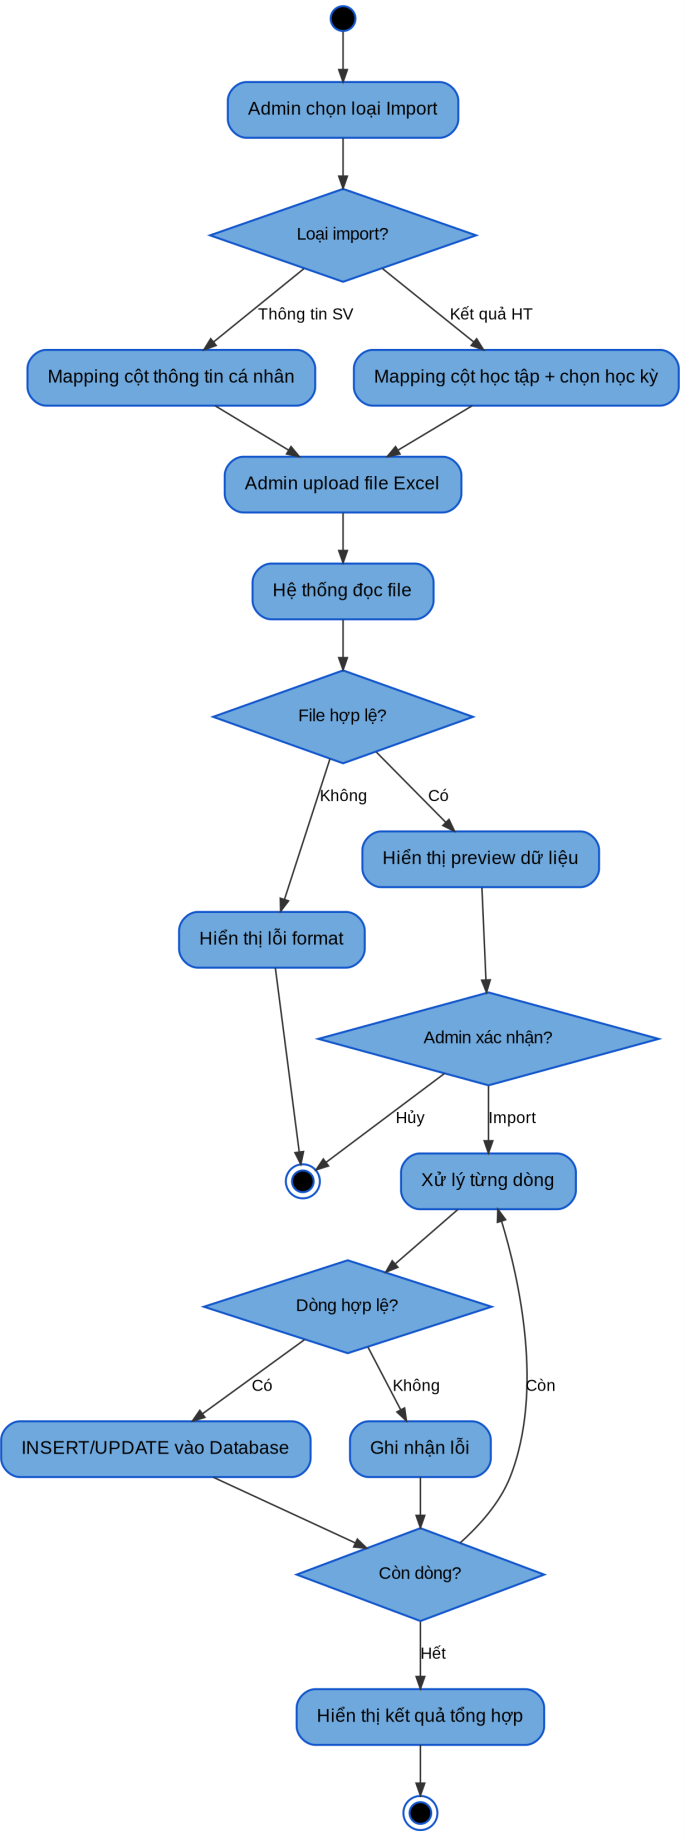 Admin chọn loại Import
Loại import?
Thông tin SV
Kết quả HT
Mapping cột thông tin cá nhân
Mapping cột học tập + chọn học kỳ
Admin upload file Excel
Hệ thống đọc file
File hợp lệ?
Không
Có
Hiển thị preview dữ liệu
Hiển thị lỗi format
Admin xác nhận?
Hủy
Import
Xử lý từng dòng
Dòng hợp lệ?
Có
Không
Còn
INSERT/UPDATE vào Database
Ghi nhận lỗi
Còn dòng?
Hết
Hiển thị kết quả tổng hợp